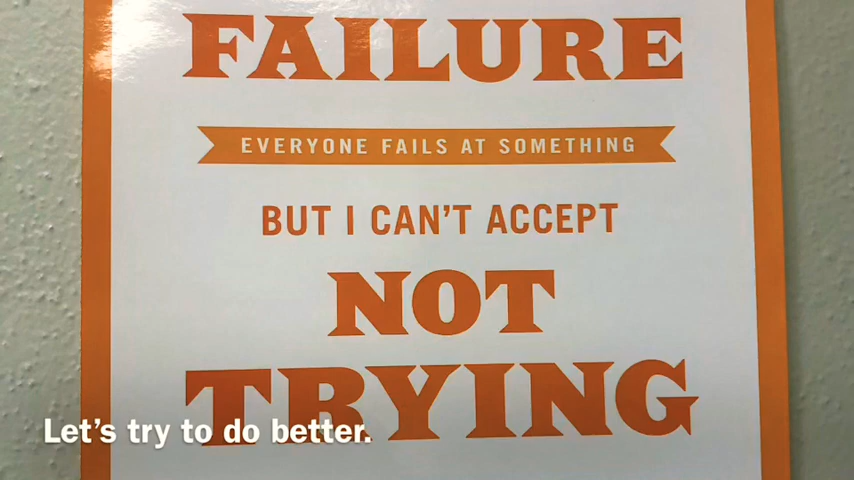 FAILURE
EVERYONE FAILS AT SOMETHING
BUT I CAN'T ACCEPT
NOT
TRYING
Let's try to do better.